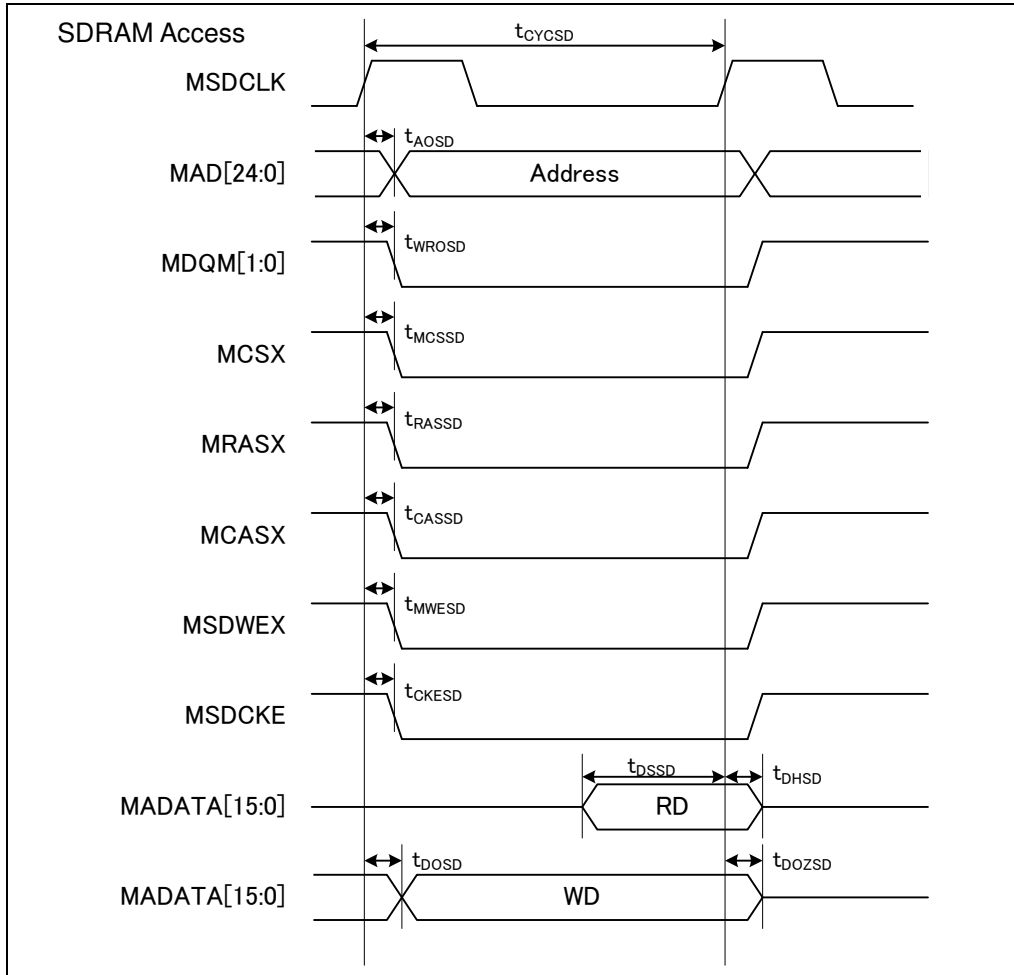 SDRAM Access
tCYCSD
MSDCLK
tAOSD
MAD[24:0]
Address
tWROSD
MDQM[1:0]
tMCSSD
MCSX
tRASSD
MRASX
tCASSD
MCASX
tMWESD
MSDWEX
tCKESD
MSDCKE
tDSSD
tDHSD
MADATA[15:0]
RD
tDOSD
tDOZSD
MADATA[15:0]
WD